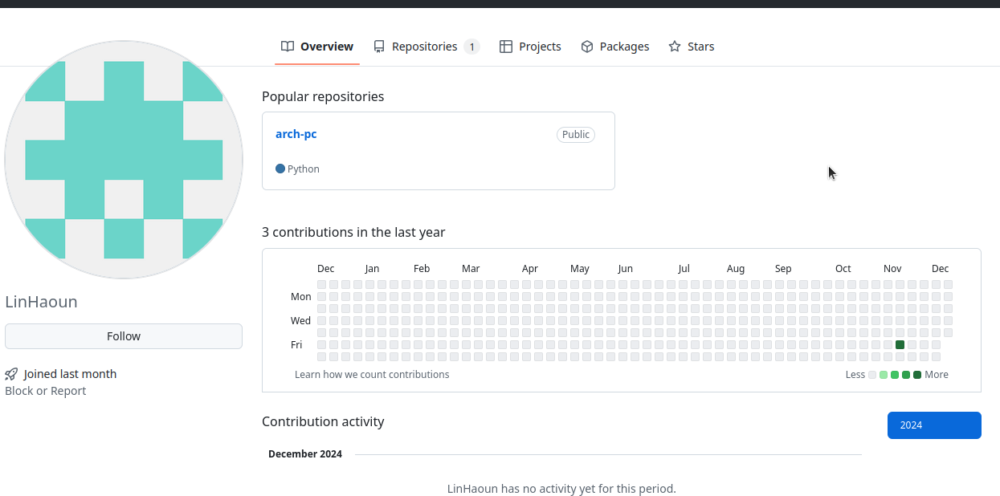 Overview Repositories 1 Projects Packages Stars
Popular repositories
arch-pc Public
Python
3 contributions in the last year
Dec Jan Feb Mar Apr May Jun Jul Aug Sep Oct Nov Dec
Mon
Wed
Fri
Learn how we count contributions Less More
LinHaoun
Follow
Joined last month
Block or Report
Contribution activity
2024
December 2024
LinHaoun has no activity yet for this period.